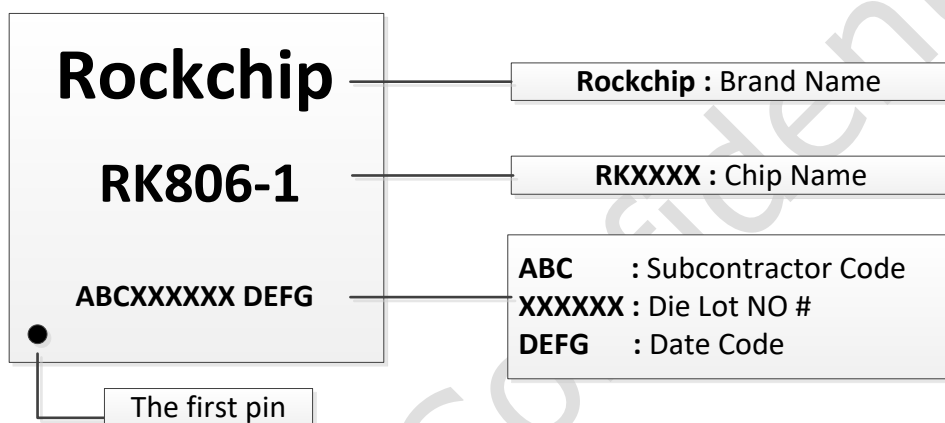 Rockchip
Rockchip : Brand Name
RK806-1
RKXXXX : Chip Name
ABCXXXXXX DEFG
ABC : Subcontractor Code
XXXXXX : Die Lot NO #
DEFG : Date Code
The first pin